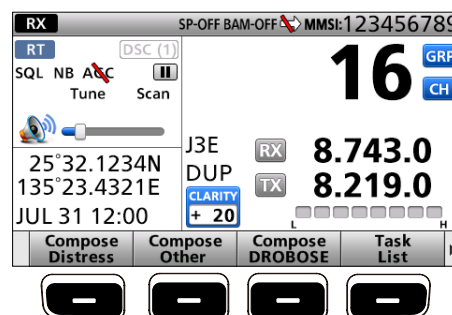 RX SP-OFF BAM-OFF MMSI:123456789
RT DSC (1)
SQL NB AGC
Tune Scan
16 GRP
CH
J3E RX 8.743.0
DUP TX 8.219.0
CLARITY
+ 20
L H
25°32.1234N
135°23.4321E
JUL 31 12:00
Compose Distress
Compose Other
Compose DROBOSE
Task List